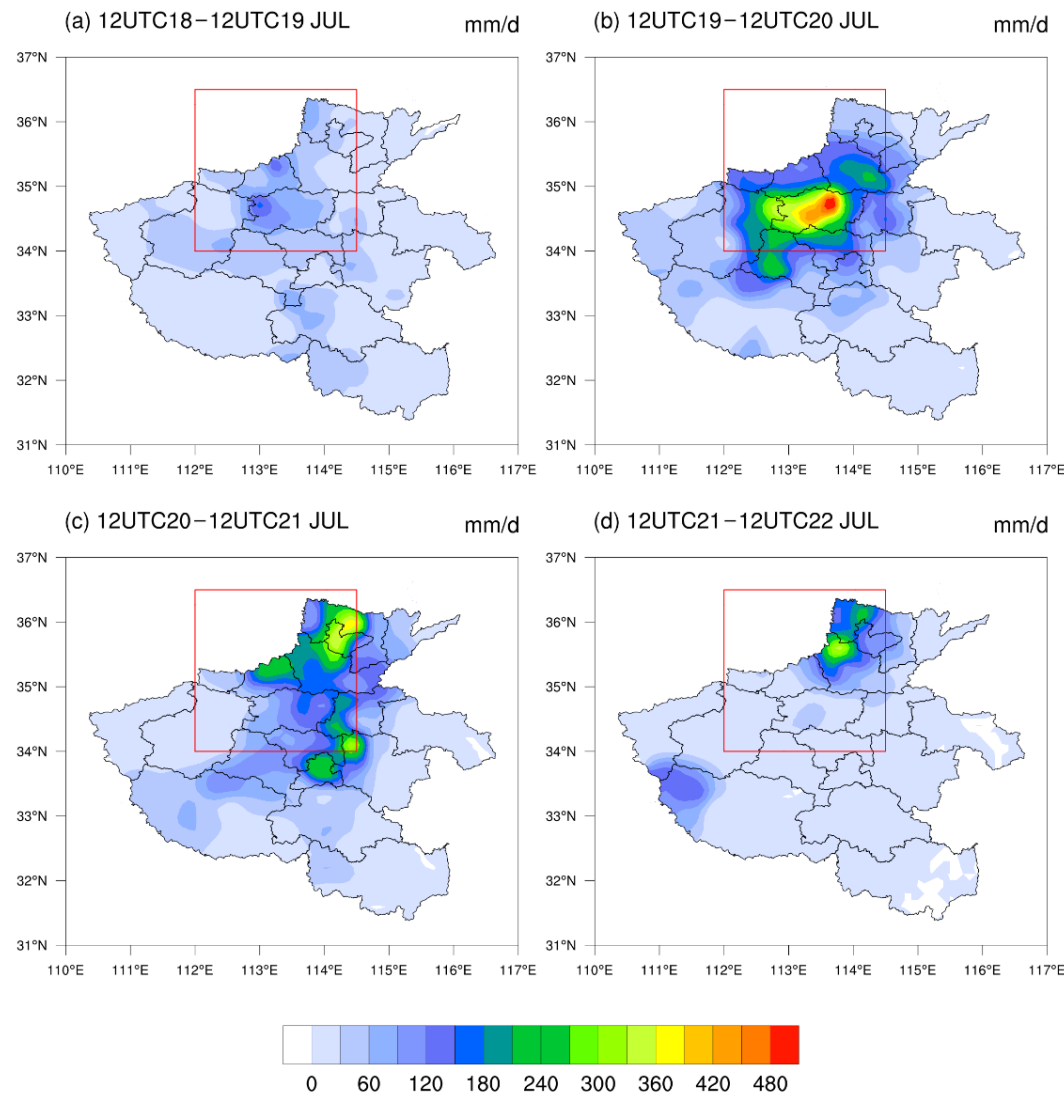 (a) 12UTC18−12UTC19 JUL mm/d
37°N
36°N
35°N
34°N
33°N
32°N
31°N
110°E 111°E 112°E 113°E 114°E 115°E 116°E 117°E
(b) 12UTC19−12UTC20 JUL mm/d
37°N
36°N
35°N
34°N
33°N
32°N
31°N
110°E 111°E 112°E 113°E 114°E 115°E 116°E 117°E
(c) 12UTC20−12UTC21 JUL mm/d
37°N
36°N
35°N
34°N
33°N
32°N
31°N
110°E 111°E 112°E 113°E 114°E 115°E 116°E 117°E
(d) 12UTC21−12UTC22 JUL mm/d
37°N
36°N
35°N
34°N
33°N
32°N
31°N
110°E 111°E 112°E 113°E 114°E 115°E 116°E 117°E
0 60 120 180 240 300 360 420 480